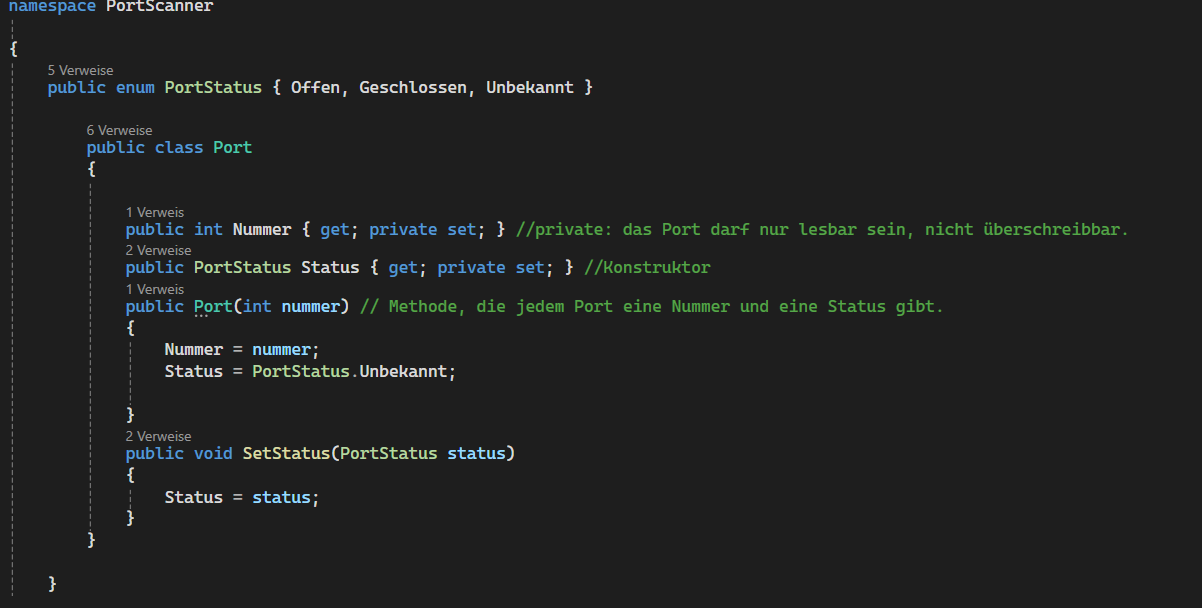 namespace PortScanner
{
5 Verweise
public enum PortStatus { Offen, Geschlossen, Unbekannt }
6 Verweise
public class Port
{
1 Verweis
public int Nummer { get; private set; } //private: das Port darf nur lesbar sein, nicht überschreibbar.
2 Verweise
public PortStatus Status { get; private set; } //Konstruktor
1 Verweis
public Port(int nummer) // Methode, die jedem Port eine Nummer und eine Status gibt.
{
Nummer = nummer;
Status = PortStatus.Unbekannt;
}
2 Verweise
public void SetStatus(PortStatus status)
{
Status = status;
}
}
}